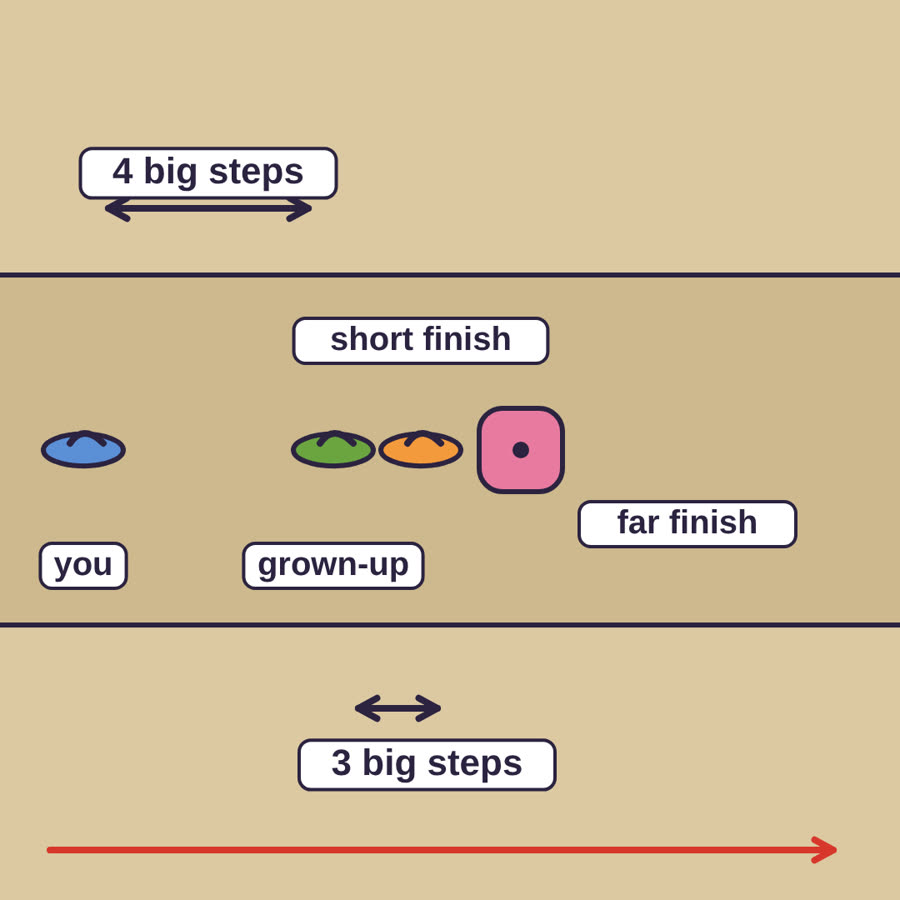 4 big steps
short finish
far finish
you
grown-up
3 big steps